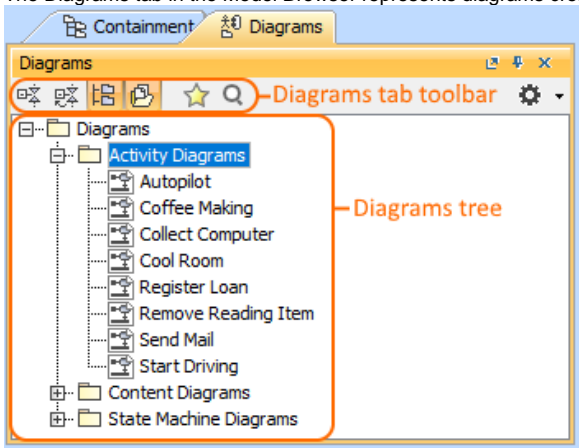 Containment Diagrams
Diagrams
Diagrams tab toolbar
Diagrams
Activity Diagrams
Autopilot
Coffee Making
Diagrams tree
Collect Computer
Cool Room
Register Loan
Remove Reading Item
Send Mail
Start Driving
Content Diagrams
State Machine Diagrams